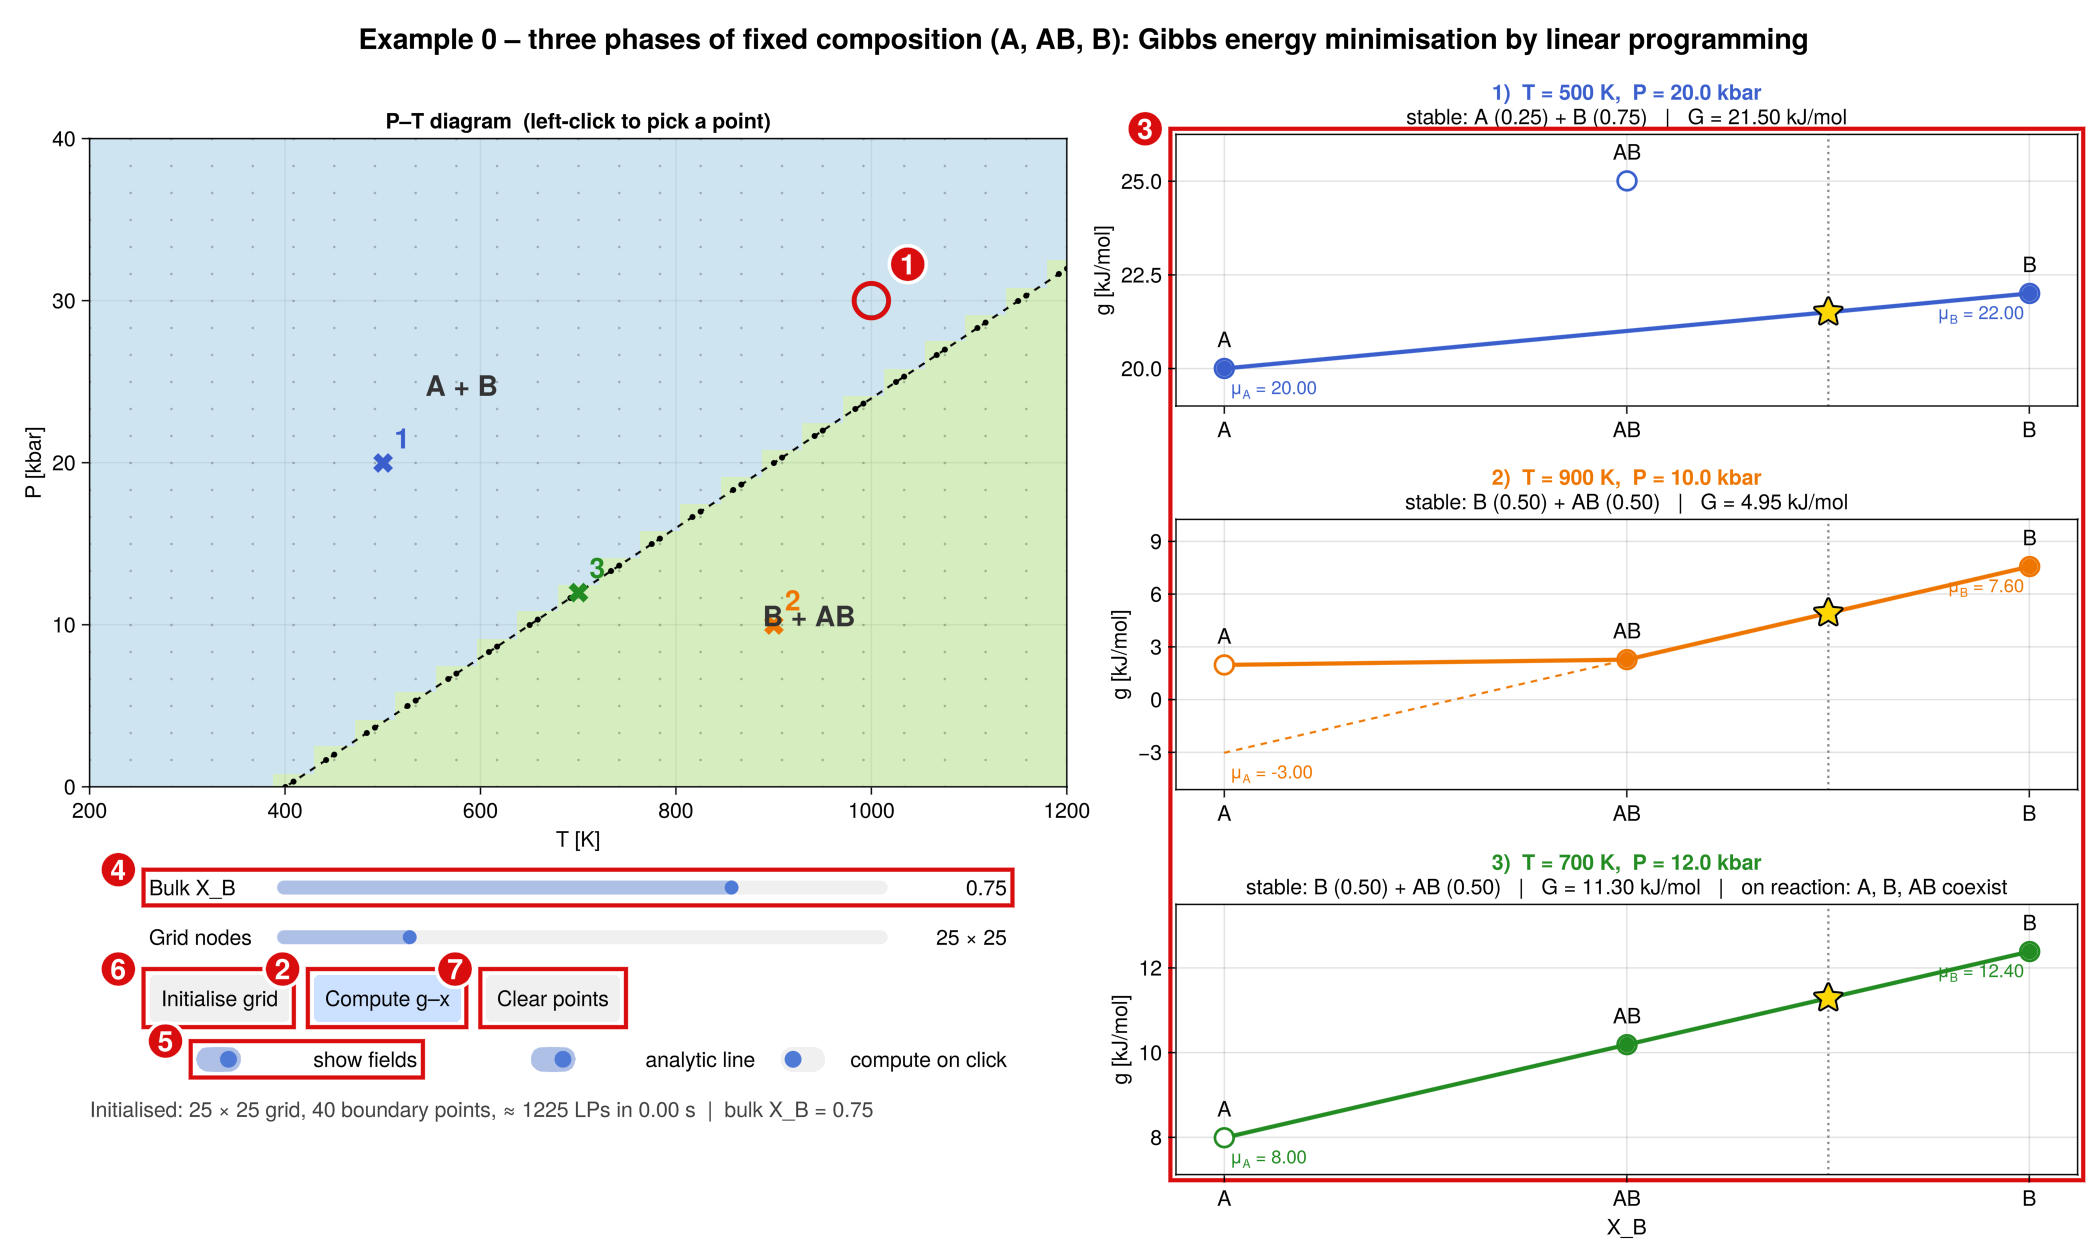 Example 0 – three phases of fixed composition (A, AB, B): Gibbs energy minimisation by linear programming
P–T diagram (left-click to pick a point)
40
30
20
10
0
P [kbar]
200
400
600
800
1000
1200
T [K]
A + B
B + AB
1
2
3
1
4
Bulk X_B
0.75
Grid nodes
25 × 25
6
2
7
Initialise grid
Compute g–x
Clear points
5
show fields
analytic line
compute on click
Initialised: 25 × 25 grid, 40 boundary points, ≈ 1225 LPs in 0.00 s | bulk X_B = 0.75
3
1) T = 500 K, P = 20.0 kbar
stable: A (0.25) + B (0.75) | G = 21.50 kJ/mol
25.0
22.5
20.0
g [kJ/mol]
AB
B
A
μB = 22.00
μA = 20.00
A
AB
B
2) T = 900 K, P = 10.0 kbar
stable: B (0.50) + AB (0.50) | G = 4.95 kJ/mol
9
6
3
0
−3
g [kJ/mol]
B
AB
A
μB = 7.60
μA = -3.00
A
AB
B
3) T = 700 K, P = 12.0 kbar
stable: B (0.50) + AB (0.50) | G = 11.30 kJ/mol | on reaction: A, B, AB coexist
12
10
8
g [kJ/mol]
B
AB
A
μB = 12.40
μA = 8.00
A
AB
B
X_B